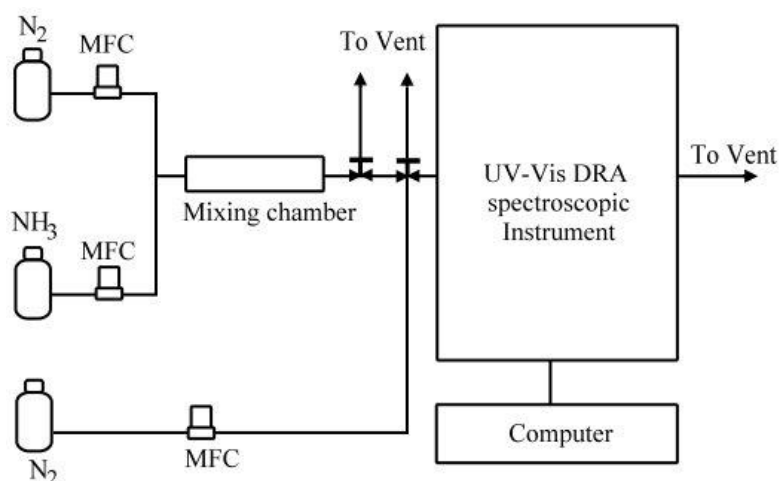 N2
MFC
To Vent
To Vent
UV-Vis DRA
spectroscopic
Instrument
Mixing chamber
NH3
MFC
Computer
N2
MFC